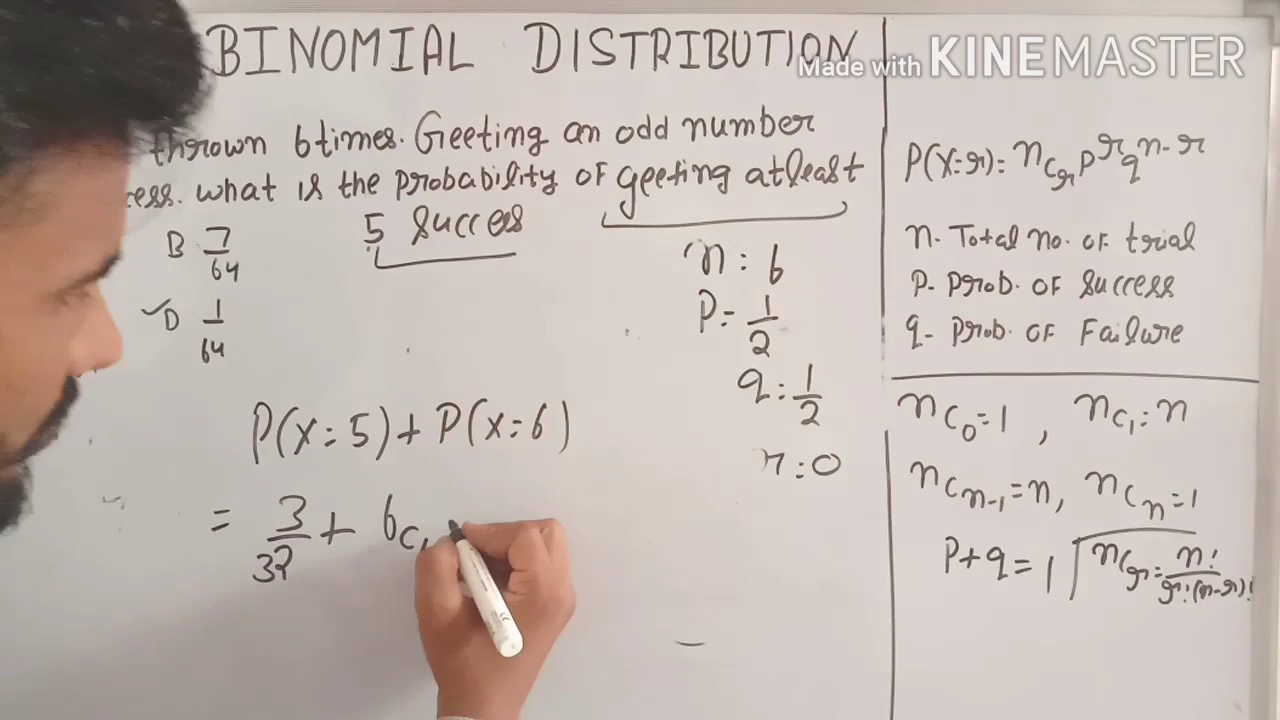 BINOMIAL DISTRIBUTION
Made with KINEMASTER
thrown 6 times. Geeting an odd number
cess. what is the probability of geeting atleast
5 success
B 7/64
D 1/64
n: 6
P = 1/2
q: 1/2
r: 0
P(x = 5) + P(x = 6)
= 3/32 + 6C
P(x=r): nCr p^r q^n-r
n- Total no. of trial
P- Prob. of Success
q- Prob. of Failure
nC0 = 1, nC1 = n
nCn-1 = n, nCn = 1
P + q = 1
nCr = n!/r!(n-r)!